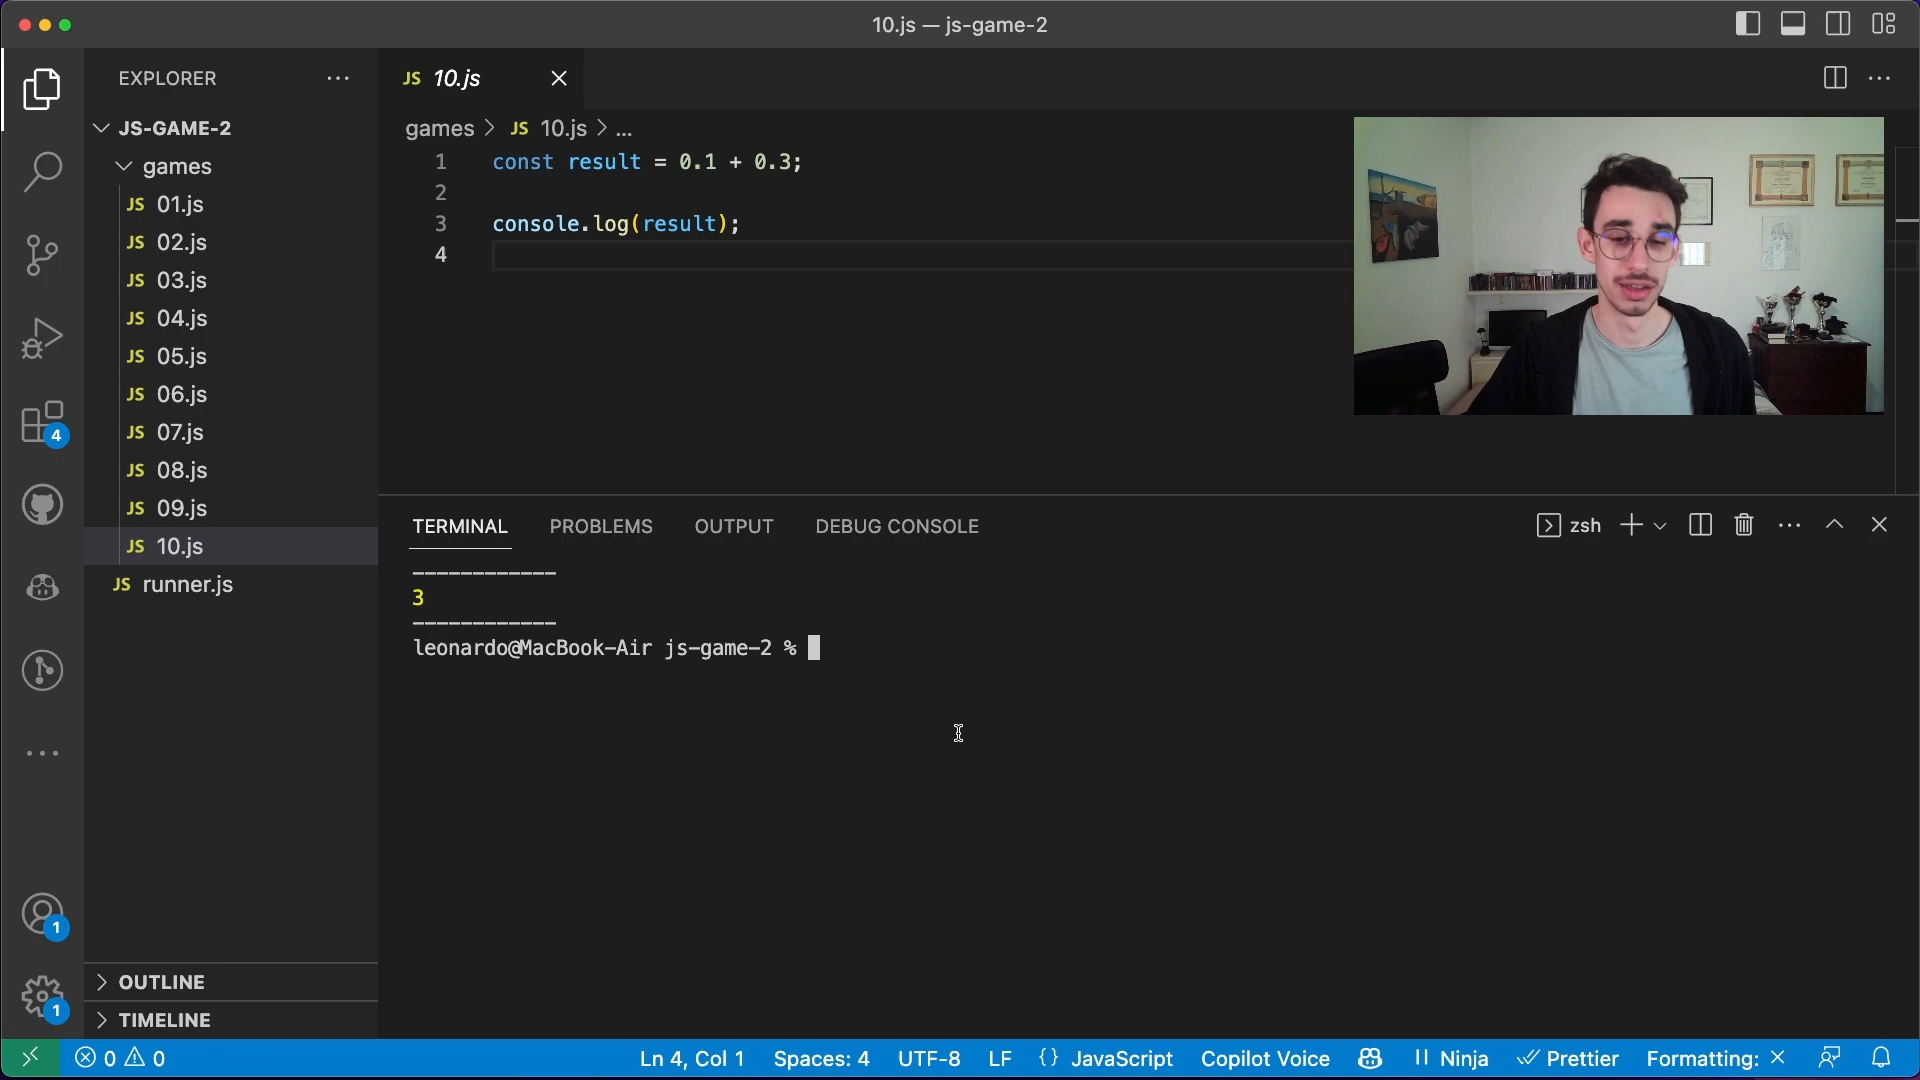 10.js — js-game-2
EXPLORER
JS 10.js
JS-GAME-2
games > JS 10.js > ...
games
1 const result = 0.1 + 0.3;
2
3 console.log(result);
4
JS 01.js
JS 02.js
JS 03.js
JS 04.js
JS 05.js
JS 06.js
JS 07.js
JS 08.js
JS 09.js
JS 10.js
JS runner.js
4
TERMINAL PROBLEMS OUTPUT DEBUG CONSOLE
zsh
------------
3
------------
leonardo@MacBook-Air js-game-2 %
1
1
OUTLINE
TIMELINE
0 0
Ln 4, Col 1 Spaces: 4 UTF-8 LF {} JavaScript Copilot Voice Ninja Prettier Formatting: ×